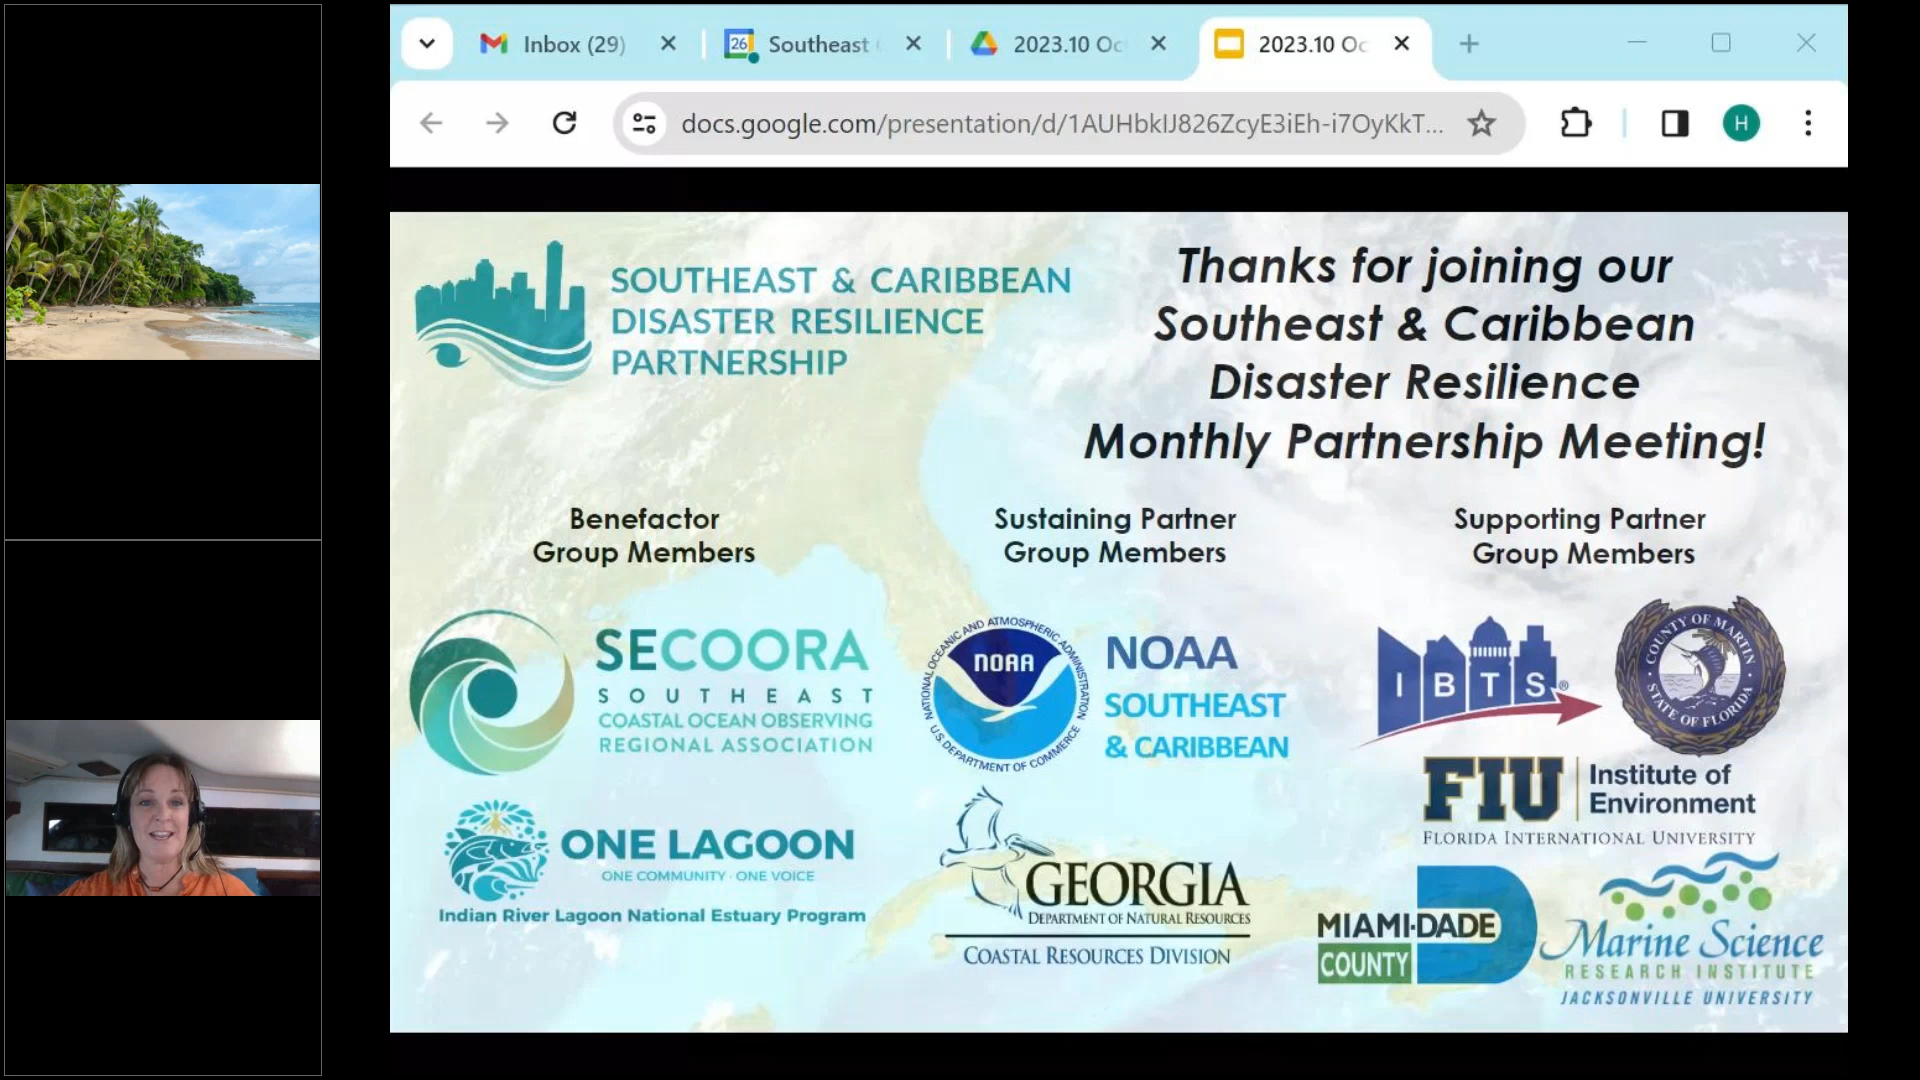 Inbox (29)
26
Southeast
2023.10 Oc
2023.10 Oc
docs.google.com/presentation/d/1AUHbkIJ826ZcyE3iEh-i7OyKkT...
H
SOUTHEAST & CARIBBEAN
DISASTER RESILIENCE
PARTNERSHIP
Thanks for joining our
Southeast & Caribbean
Disaster Resilience
Monthly Partnership Meeting!
Benefactor
Group Members
Sustaining Partner
Group Members
Supporting Partner
Group Members
SECOORA
SOUTHEAST
COASTAL OCEAN OBSERVING
REGIONAL ASSOCIATION
NATIONAL OCEANIC AND ATMOSPHERIC ADMINISTRATION
NOAA
U.S. DEPARTMENT OF COMMERCE
NOAA
SOUTHEAST
& CARIBBEAN
IBTS®
COUNTY OF MARTIN
STATE OF FLORIDA
FIU
Institute of
Environment
FLORIDA INTERNATIONAL UNIVERSITY
ONE LAGOON
ONE COMMUNITY · ONE VOICE
Indian River Lagoon National Estuary Program
GEORGIA
DEPARTMENT OF NATURAL RESOURCES
COASTAL RESOURCES DIVISION
MIAMI-DADE
COUNTY
Marine Science
RESEARCH INSTITUTE
JACKSONVILLE UNIVERSITY